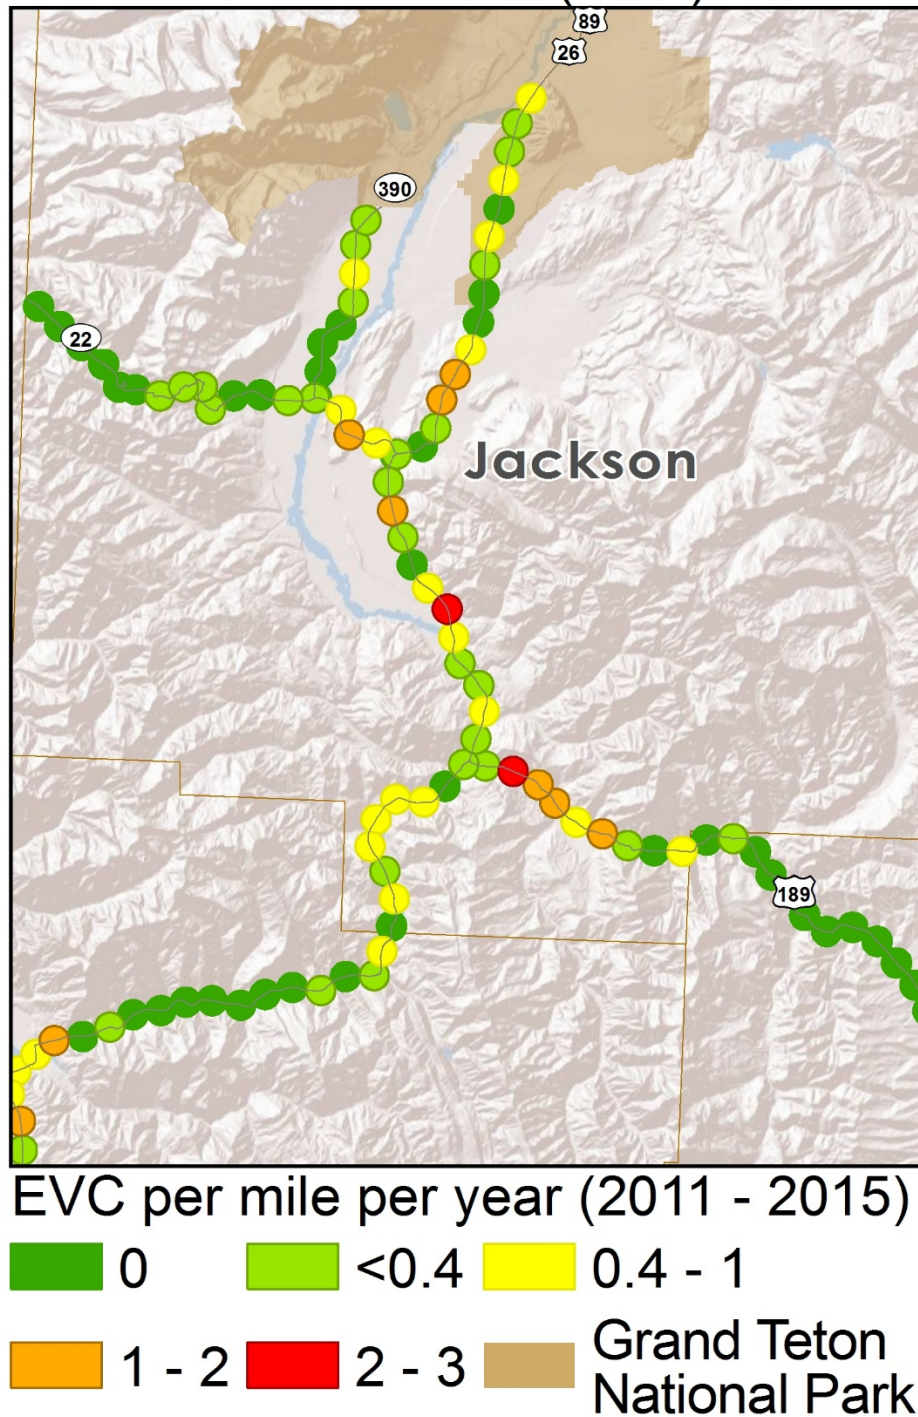 89
26
390
22
Jackson
189
EVC per mile per year (2011 - 2015)
0 <0.4 0.4 - 1
1 - 2 2 - 3 Grand Teton
National Park